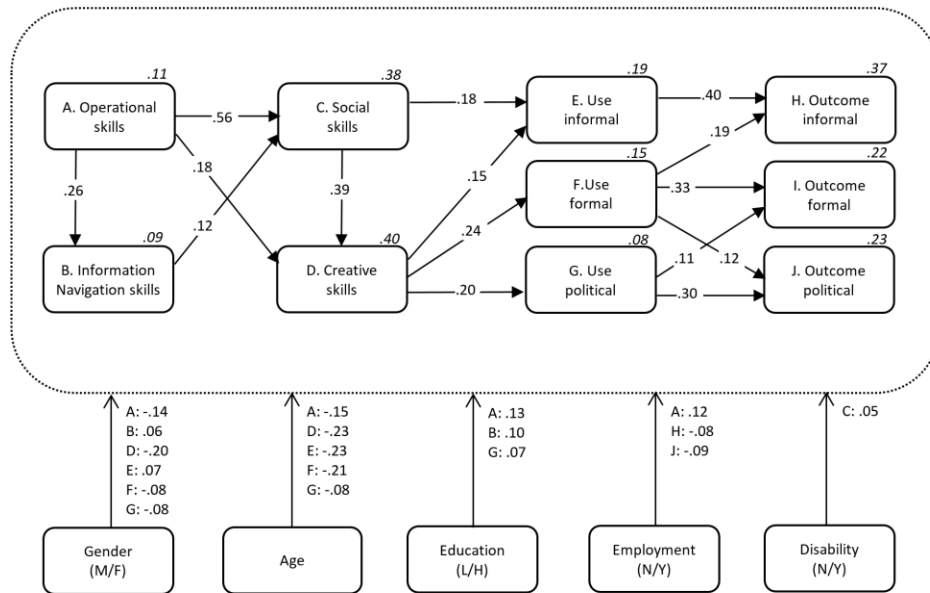 .11
A. Operational
skills
.38
C. Social
skills
.19
E. Use
informal
.37
H. Outcome
informal
.56
.18
.40
.26
.18
.12
.39
.15
.24
.20
.19
.33
.11
.12
.30
.15
F.Use
formal
.22
I. Outcome
formal
.09
B. Information
Navigation skills
.40
D. Creative
skills
.08
G. Use
political
.23
J. Outcome
political
A: -.14
B: .06
D: -.20
E: .07
F: -.08
G: -.08
A: -.15
D: -.23
E: -.23
F: -.21
G: -.08
A: .13
B: .10
G: .07
A: .12
H: -.08
J: -.09
C: .05
Gender
(M/F)
Age
Education
(L/H)
Employment
(N/Y)
Disability
(N/Y)